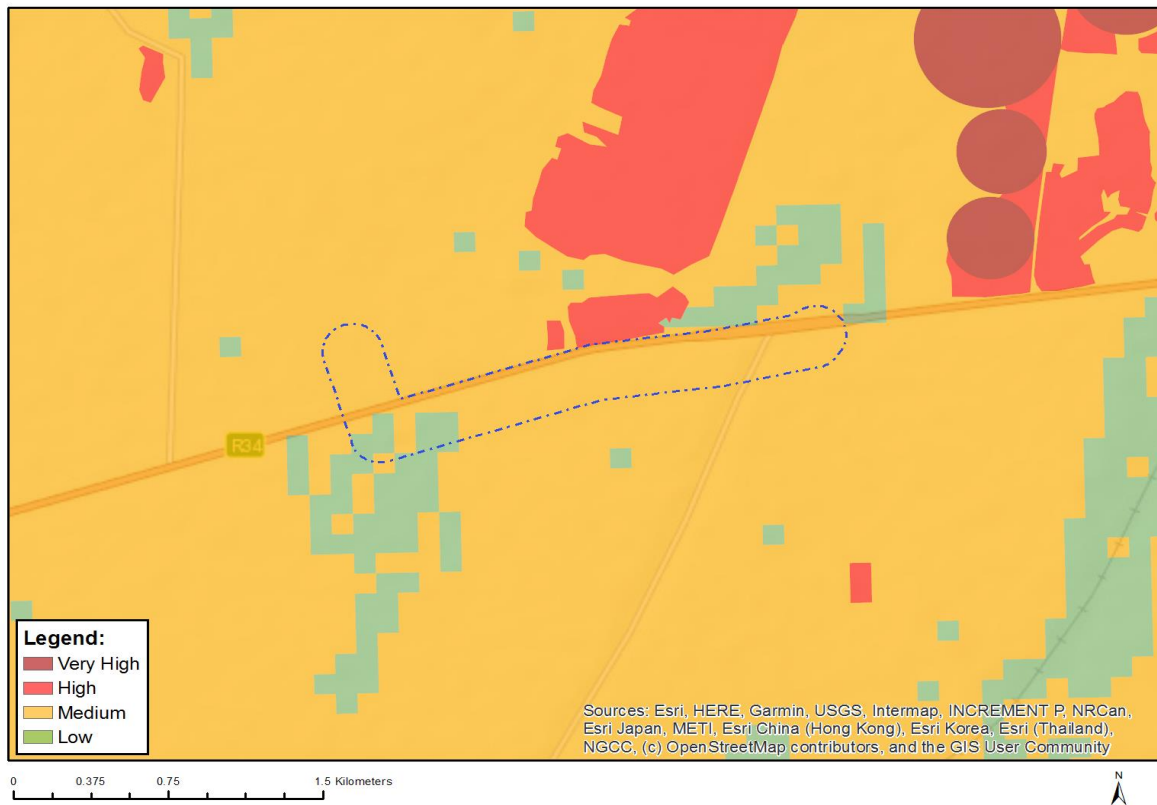 R34
Legend:
Very High
High
Medium
Low
Sources: Esri, HERE, Garmin, USGS, Intermap, INCREMENT P, NRCan,
Esri Japan, METI, Esri China (Hong Kong), Esri Korea, Esri (Thailand),
NGCC, (c) OpenStreetMap contributors, and the GIS User Community
0 0.375 0.75 1.5 Kilometers
N